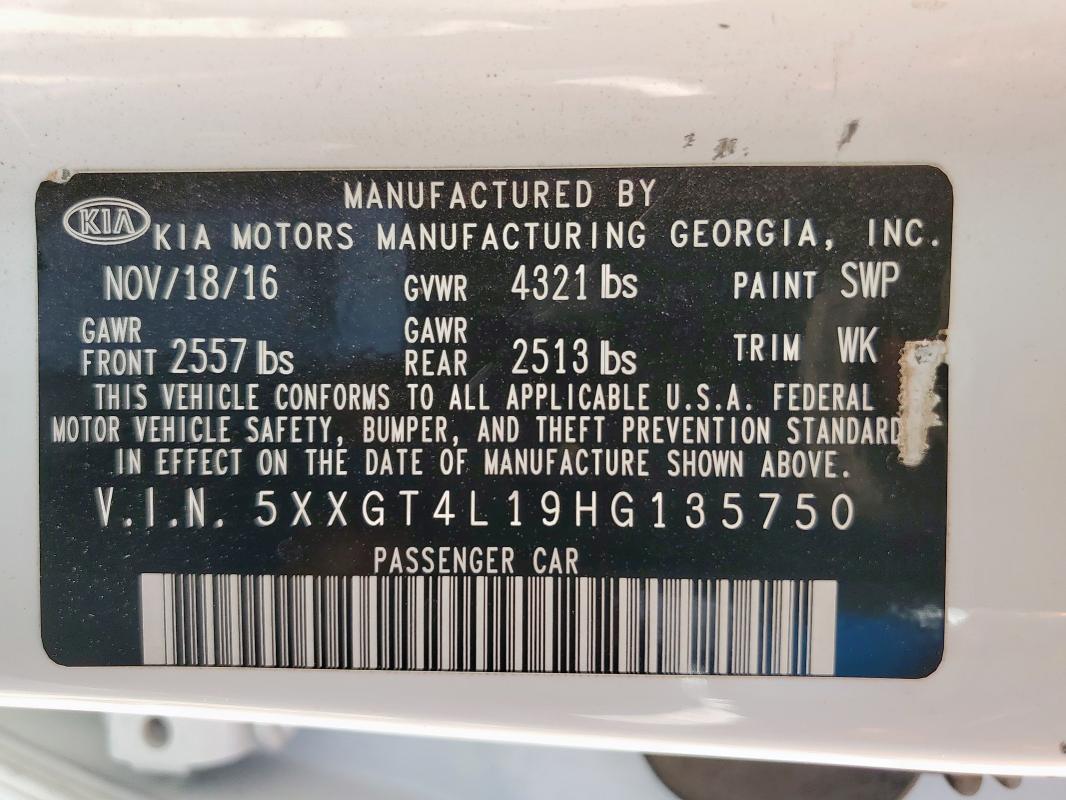 MANUFACTURED BY
KIA KIA MOTORS MANUFACTURING GEORGIA, INC.
NOV/18/16 GVWR 4321 lbs PAINT SWP
GAWR FRONT 2557 lbs GAWR REAR 2513 lbs TRIM WK
THIS VEHICLE CONFORMS TO ALL APPLICABLE U.S.A. FEDERAL
MOTOR VEHICLE SAFETY, BUMPER, AND THEFT PREVENTION STANDARD
IN EFFECT ON THE DATE OF MANUFACTURE SHOWN ABOVE.
V.I.N. 5XXGT4L19HG135750
PASSENGER CAR